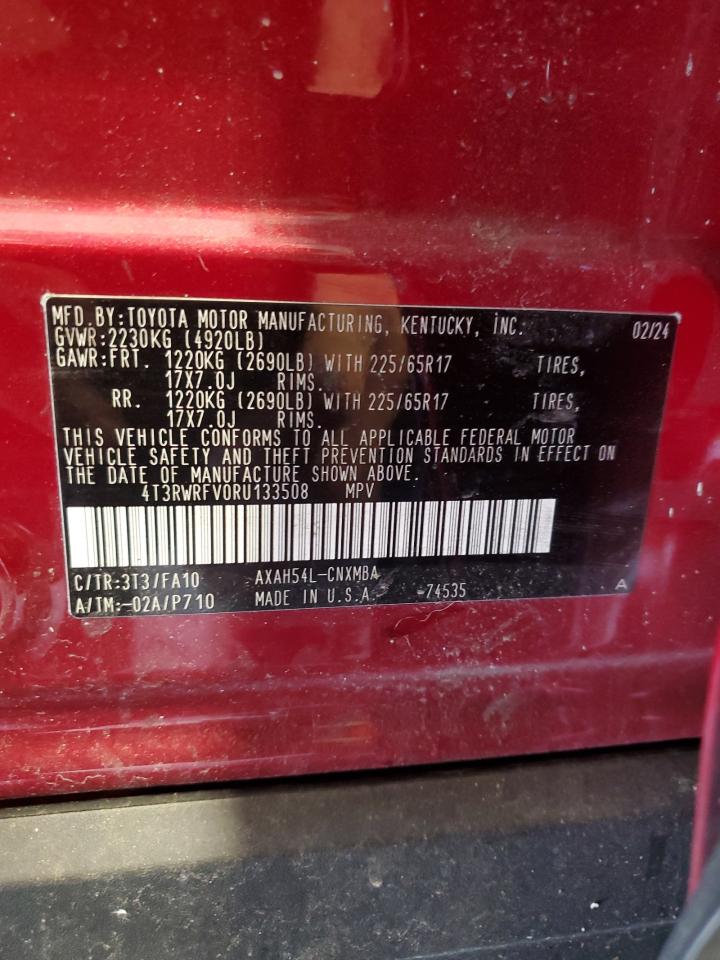 MFD. BY: TOYOTA MOTOR MANUFACTURING, KENTUCKY, INC. 02/24
GVWR: 2230KG (4920LB)
GAWR: FRT. 1220KG (2690LB) WITH 225/65R17 TIRES,
17X7.0J RIMS.
RR. 1220KG (2690LB) WITH 225/65R17 TIRES,
17X7.0J RIMS.
THIS VEHICLE CONFORMS TO ALL APPLICABLE FEDERAL MOTOR
VEHICLE SAFETY AND THEFT PREVENTION STANDARDS IN EFFECT ON
THE DATE OF MANUFACTURE SHOWN ABOVE.
4T3RWRFV0RU133508 MPV
C/TR: 3T3/FA10 AXAH54L-CNXMBA
A/TM: -02A/P710 MADE IN U.S.A -74535 A